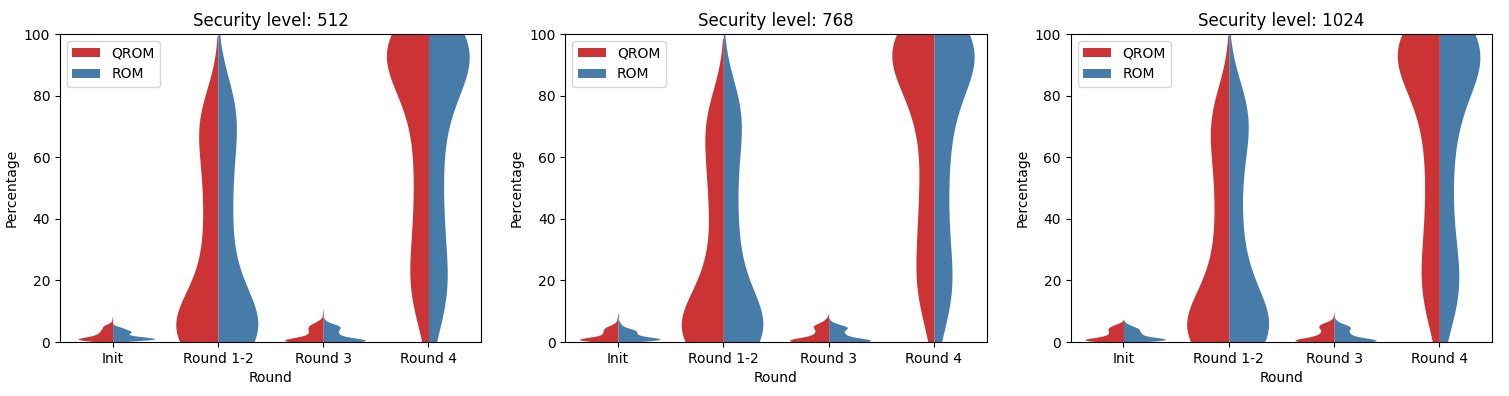 Security level: 512
100
80
60
40
20
0
Percentage
QROM
ROM
Init
Round 1-2
Round 3
Round 4
Round
Security level: 768
100
80
60
40
20
0
Percentage
QROM
ROM
Init
Round 1-2
Round 3
Round 4
Round
Security level: 1024
100
80
60
40
20
0
Percentage
QROM
ROM
Init
Round 1-2
Round 3
Round 4
Round